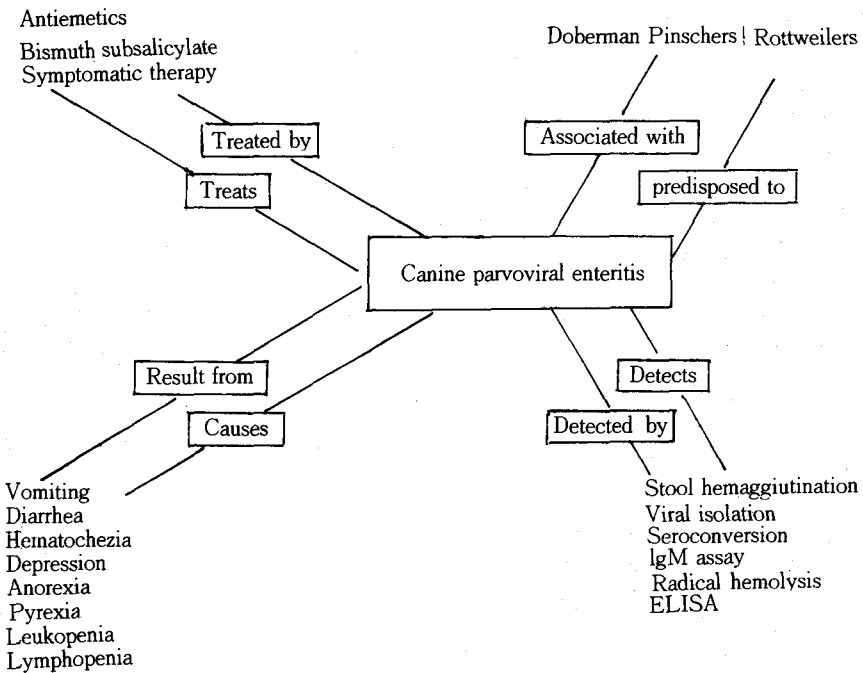 Antiemetics
Bismuth subsalicylate
Symptomatic therapy
Doberman Pinschers | Rottweilers
Treated by
Treats
Associated with
predisposed to
Canine parvoviral enteritis
Result from
Causes
Detects
Detected by
Vomiting
Diarrhea
Hematochezia
Depression
Anorexia
Pyrexia
Leukopenia
Lymphopenia
Stool hemaggiutination
Viral isolation
Seroconversion
lgM assay
Radical hemolysis
ELISA